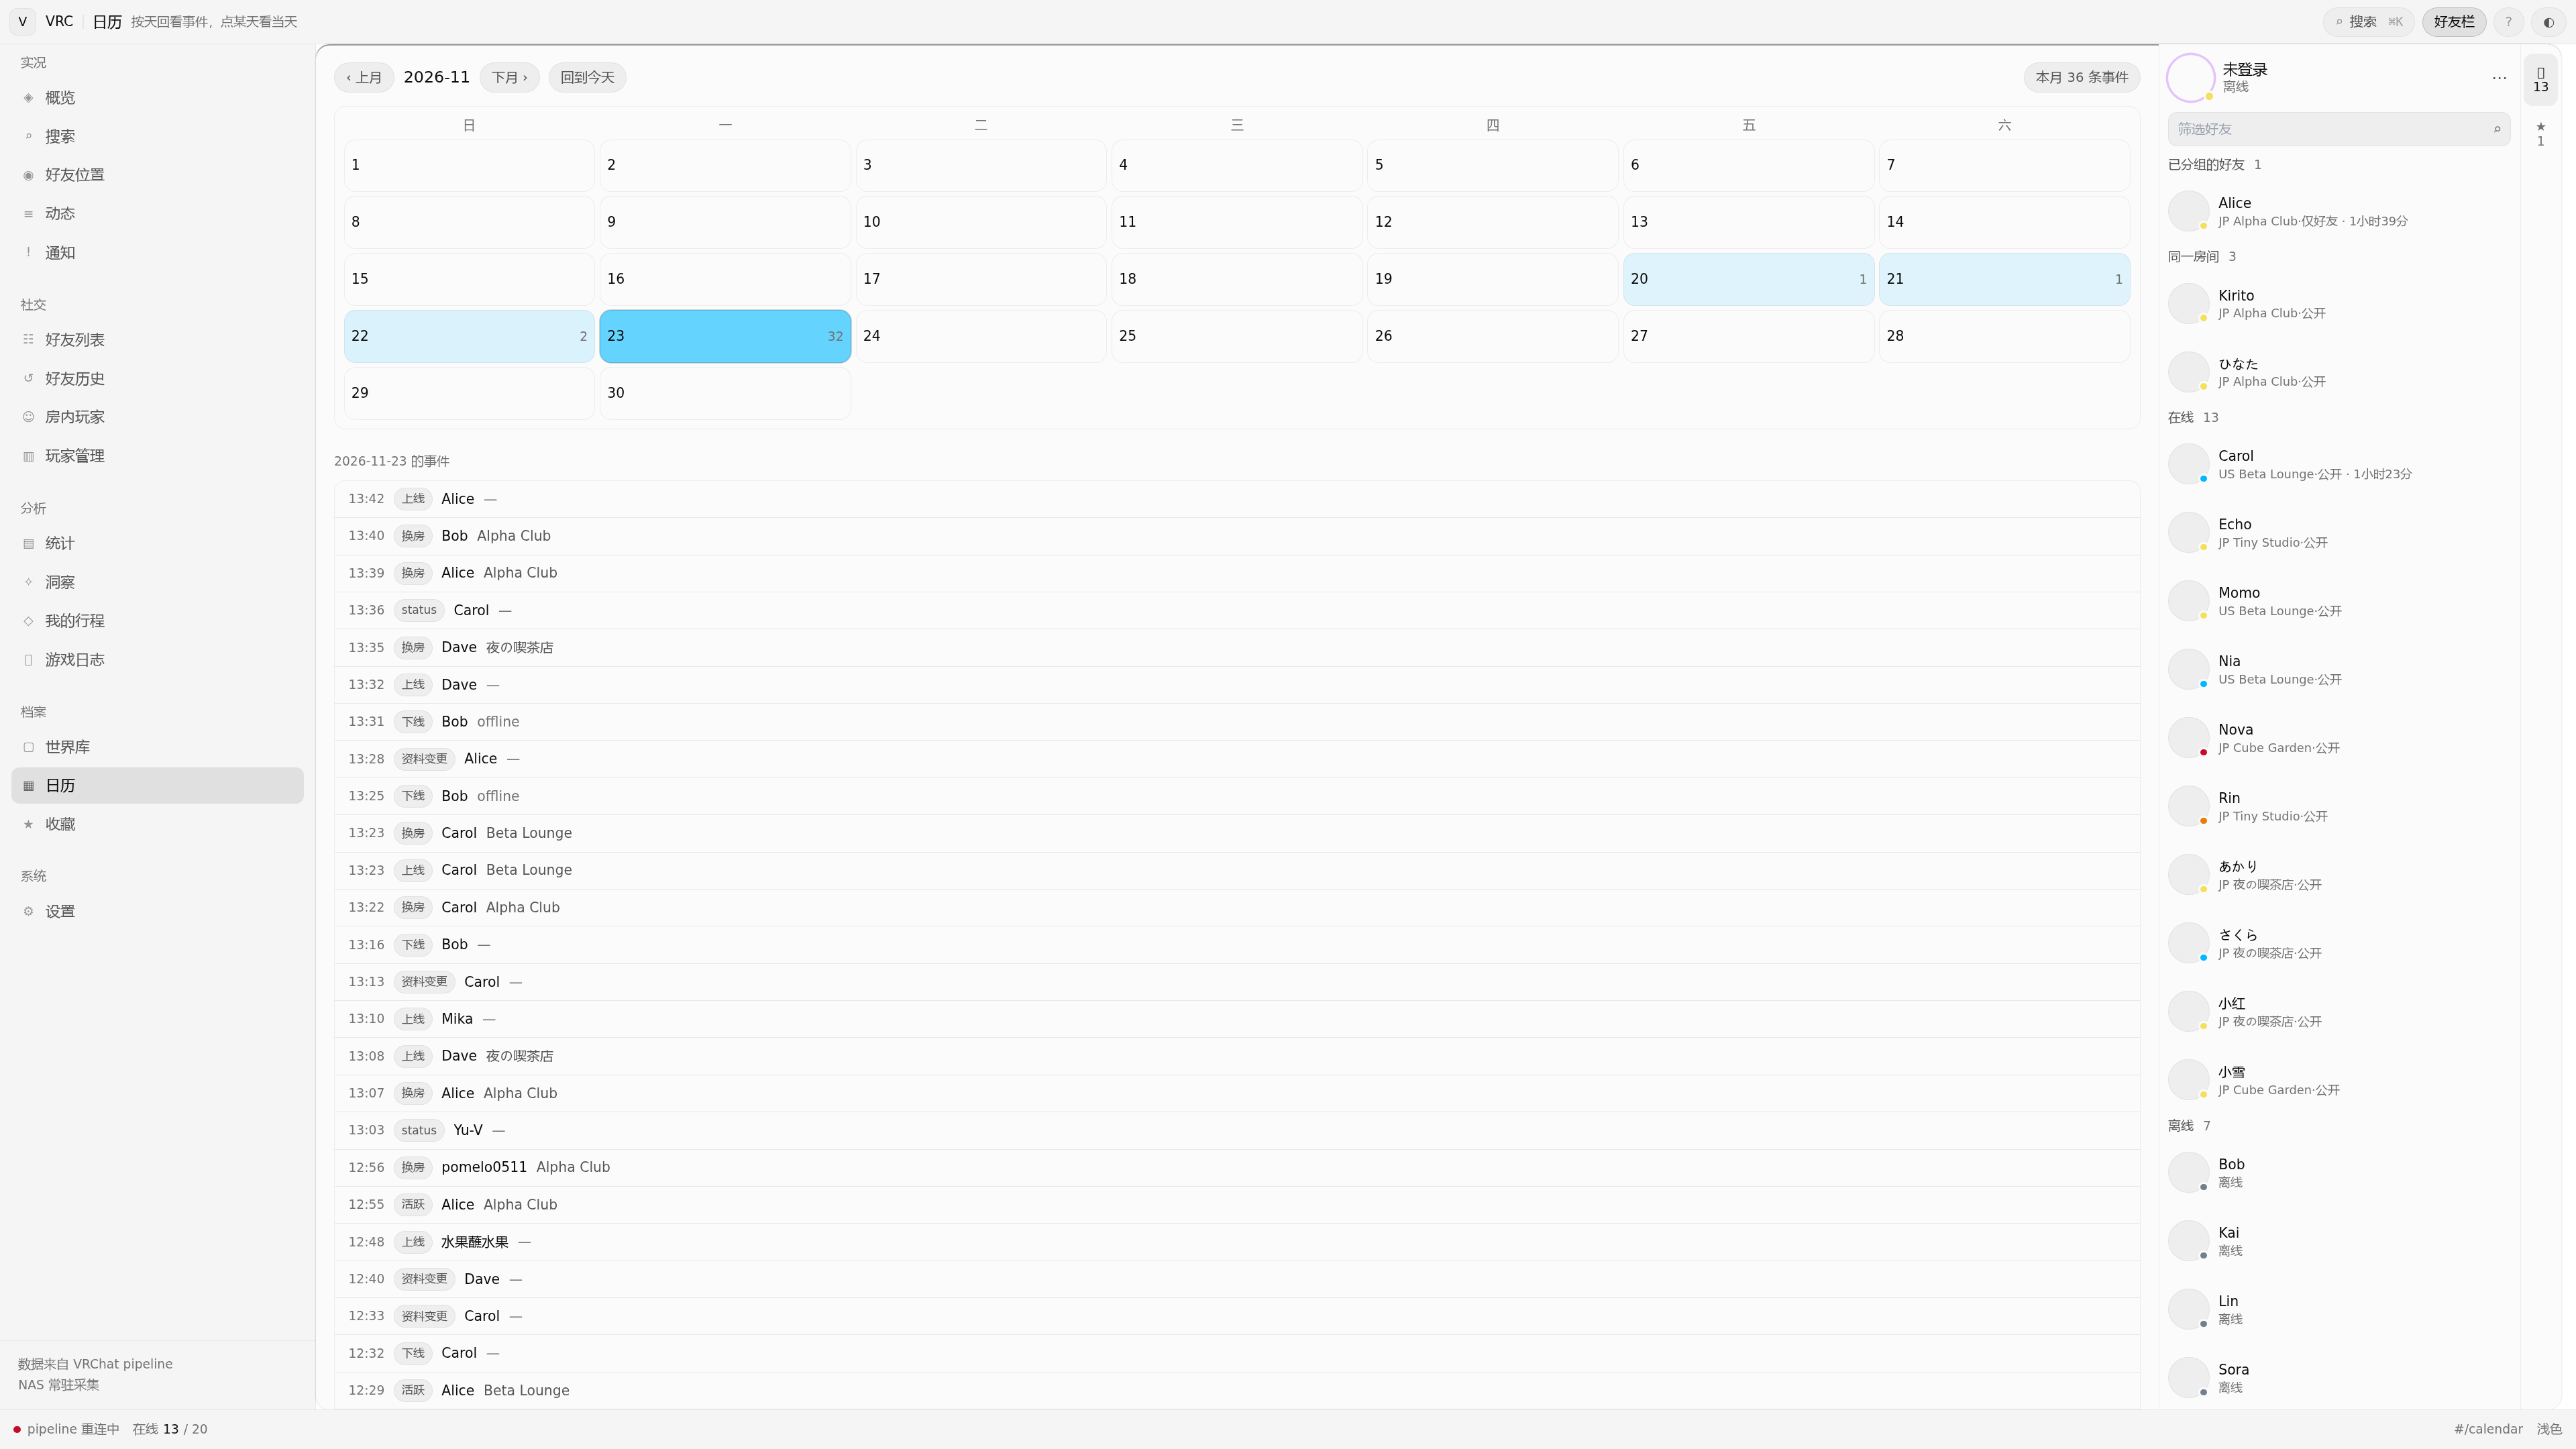 V VRC 日历 按天回看事件，点某天看当天
搜索 ⌘K 好友栏 ?
实况
概览
搜索
好友位置
动态
通知
社交
好友列表
好友历史
房内玩家
玩家管理
分析
统计
洞察
我的行程
游戏日志
档案
世界库
日历
收藏
系统
设置
数据来自 VRChat pipeline
NAS 常驻采集
‹ 上月 2026-11 下月 › 回到今天 本月 36 条事件
日 一 二 三 四 五 六
1 2 3 4 5 6 7
8 9 10 11 12 13 14
15 16 17 18 19 20 1 21 1
22 2 23 32 24 25 26 27 28
29 30
2026-11-23 的事件
13:42 上线 Alice —
13:40 换房 Bob Alpha Club
13:39 换房 Alice Alpha Club
13:36 status Carol —
13:35 换房 Dave 夜の喫茶店
13:32 上线 Dave —
13:31 下线 Bob offline
13:28 资料变更 Alice —
13:25 下线 Bob offline
13:23 换房 Carol Beta Lounge
13:23 上线 Carol Beta Lounge
13:22 换房 Carol Alpha Club
13:16 下线 Bob —
13:13 资料变更 Carol —
13:10 上线 Mika —
13:08 上线 Dave 夜の喫茶店
13:07 换房 Alice Alpha Club
13:03 status Yu-V —
12:56 换房 pomelo0511 Alpha Club
12:55 活跃 Alice Alpha Club
12:48 上线 水果蘸水果 —
12:40 资料变更 Dave —
12:33 资料变更 Carol —
12:32 下线 Carol —
12:29 活跃 Alice Beta Lounge
未登录
离线
…
13
★
1
筛选好友
已分组的好友 1
Alice
JP Alpha Club·仅好友 · 1小时39分
同一房间 3
Kirito
JP Alpha Club·公开
ひなた
JP Alpha Club·公开
在线 13
Carol
US Beta Lounge·公开 · 1小时23分
Echo
JP Tiny Studio·公开
Momo
US Beta Lounge·公开
Nia
US Beta Lounge·公开
Nova
JP Cube Garden·公开
Rin
JP Tiny Studio·公开
あかり
JP 夜の喫茶店·公开
さくら
JP 夜の喫茶店·公开
小红
JP 夜の喫茶店·公开
小雪
JP Cube Garden·公开
离线 7
Bob
离线
Kai
离线
Lin
离线
Sora
离线
pipeline 重连中 在线 13 / 20
#/calendar 浅色